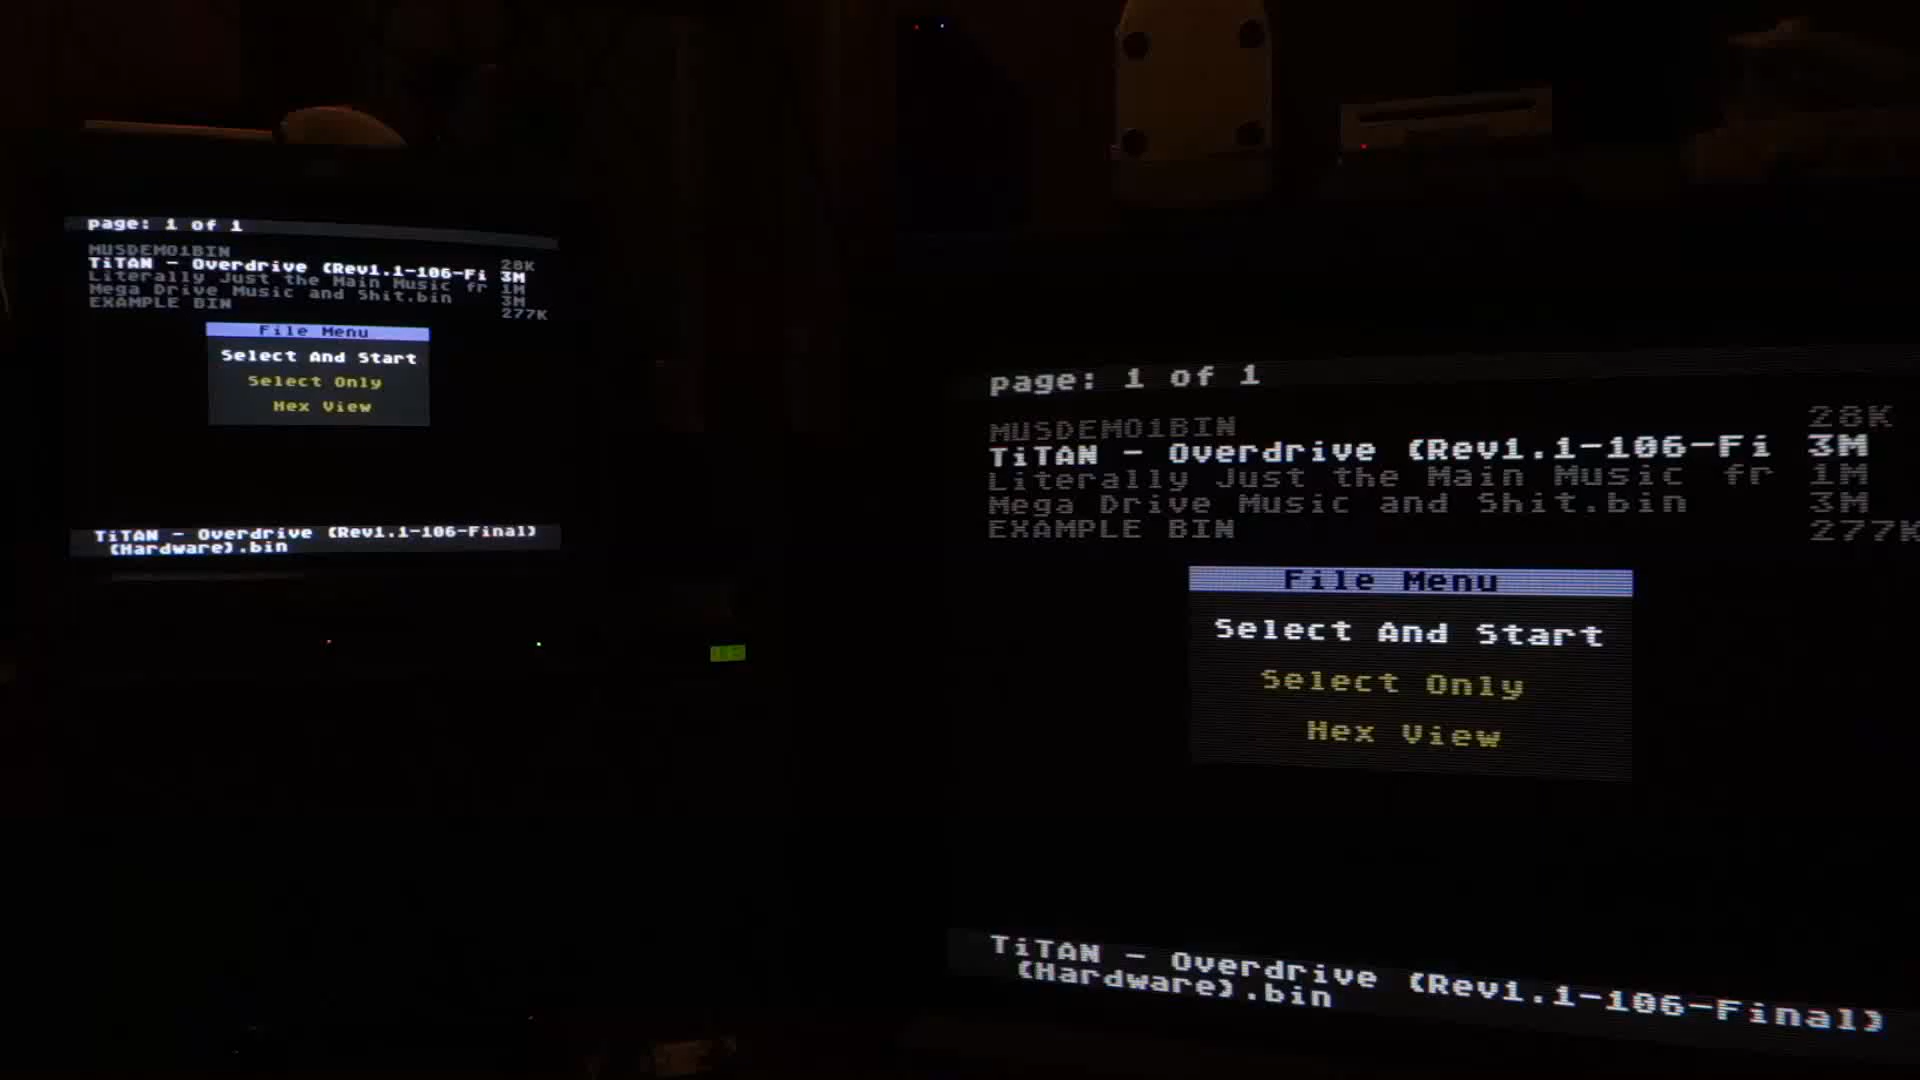 page: 1 of 1
MUSDEMO1BIN 28K
TiTAN - Overdrive (Rev1.1-106-Fi 3M
Literally Just the Main Music fr 1M
Mega Drive Music and Shit.bin 3M
EXAMPLE BIN 277K
File Menu
Select And Start
Select Only
Hex View
TiTAN - Overdrive (Rev1.1-106-Final)
(Hardware).bin
page: 1 of 1
MUSDEMO1BIN 28K
TiTAN - Overdrive (Rev1.1-106-Fi 3M
Literally Just the Main Music fr 1M
Mega Drive Music and Shit.bin 3M
EXAMPLE BIN 277K
File Menu
Select And Start
Select Only
Hex View
TiTAN - Overdrive (Rev1.1-106-Final)
(Hardware).bin